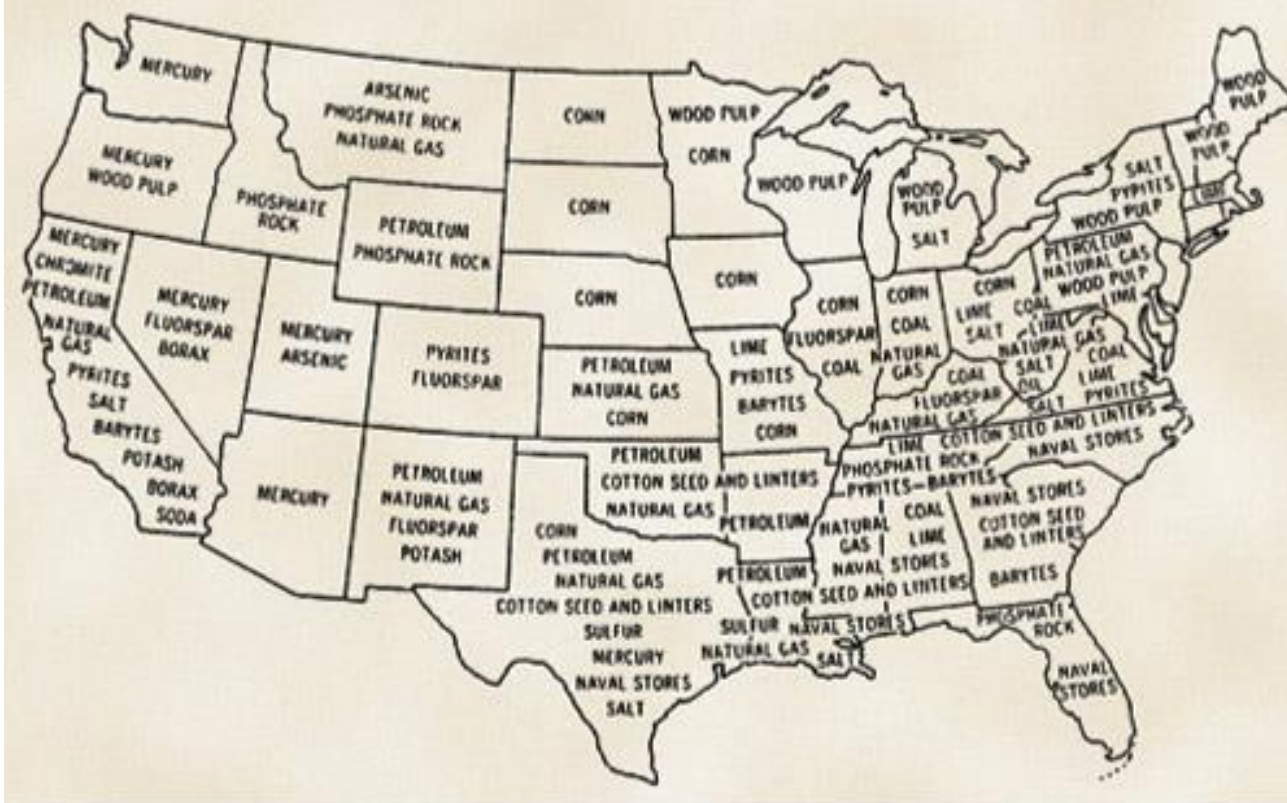 MERCURY
MERCURY
WOOD PULP
PHOSPHATE
ROCK
ARSENIC
PHOSPHATE ROCK
NATURAL GAS
PETROLEUM
PHOSPHATE ROCK
MERCURY
CHROMITE
PETROLEUM
NATURAL
GAS
PYRITES
SALT
BARYTES
POTASH
BORAX
SODA
MERCURY
FLUORSPAR
BORAX
MERCURY
ARSENIC
PYRITES
FLUORSPAR
MERCURY
PETROLEUM
NATURAL GAS
FLUORSPAR
POTASH
CORN
CORN
CORN
PETROLEUM
NATURAL GAS
CORN
PETROLEUM
COTTON SEED AND LINTERS
NATURAL GAS
CORN
PETROLEUM
NATURAL GAS
COTTON SEED AND LINTERS
SULFUR
MERCURY
NAVAL STORES
SALT
WOOD PULP
CORN
CORN
LIME
PYRITES
BARYTES
CORN
PETROLEUM
PETROLEUM
SULFUR
NATURAL GAS
SALT
WOOD PULP
CORN
FLUORSPAR
COAL
WOOD
PULP
SALT
CORN
COAL
NATURAL
GAS
CORN
LIME
COAL
SALT
COAL
FLUORSPAR
NATURAL GAS
LIME
NATURAL GAS
SALT
OIL
SALT
COAL
LIME
PYRITES
LIME
PHOSPHATE ROCK
PYRITES-BARYTES
COTTON SEED AND LINTERS
NAVAL STORES
NATURAL
GAS
COAL
LIME
NAVAL STORES
COTTON SEED AND LINTERS
NAVAL STORES
NAVAL STORES
COTTON SEED
AND LINTERS
BARYTES
PHOSPHATE
ROCK
NAVAL
STORES
SALT
PYPITES
WOOD PULP
PETROLEUM
NATURAL GAS
WOOD PULP
LIME
WOOD
PULP
WOOD
PULP